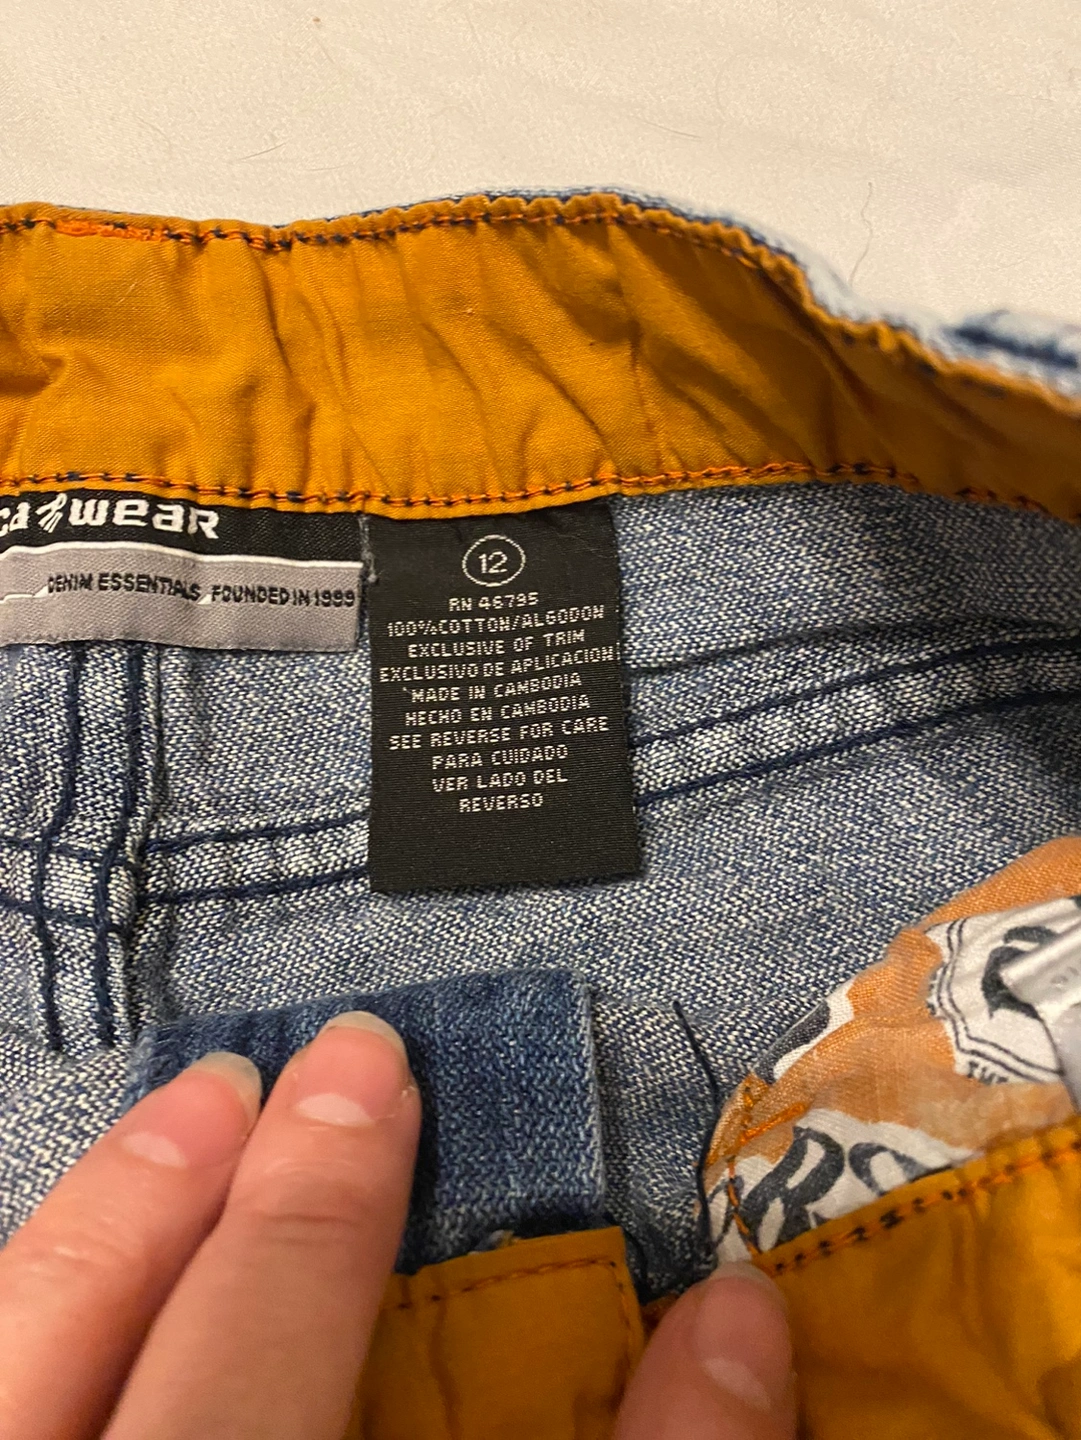 ca wear
DENIM ESSENTIALS, FOUNDED IN 1999
12
RN 46795
100% COTTON/ALGODON
EXCLUSIVE OF TRIM
EXCLUSIVO DE APLICACION
MADE IN CAMBODIA
HECHO EN CAMBODIA
SEE REVERSE FOR CARE
PARA CUIDADO
VER LADO DEL
REVERSO